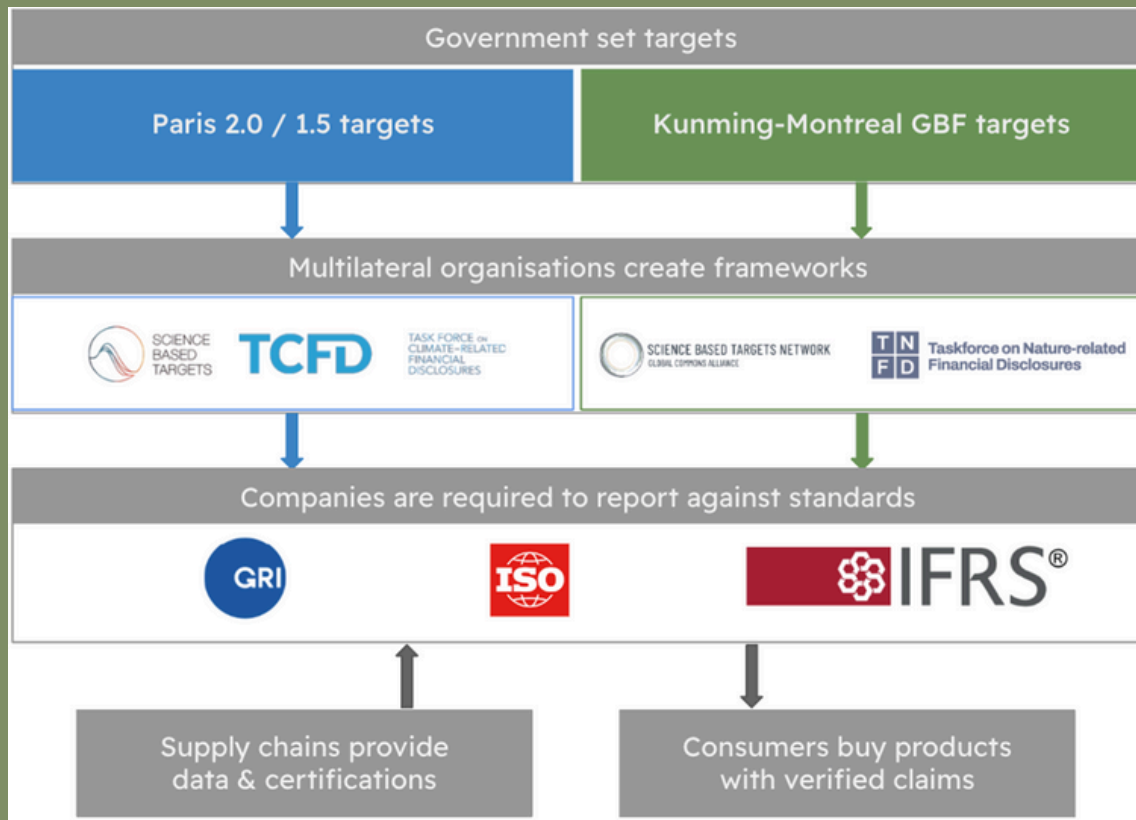 Government set targets
Paris 2.0 / 1.5 targets
Kunming-Montreal GBF targets
Multilateral organisations create frameworks
SCIENCE
BASED
TARGETS
TCFD
TASK FORCE ON
CLIMATE-RELATED
FINANCIAL
DISCLOSURES
SCIENCE BASED TARGETS NETWORK
GLOBAL COMMONS ALLIANCE
TN
FD
Taskforce on Nature-related
Financial Disclosures
Companies are required to report against standards
GRI
ISO
IFRS®
Supply chains provide
data & certifications
Consumers buy products
with verified claims